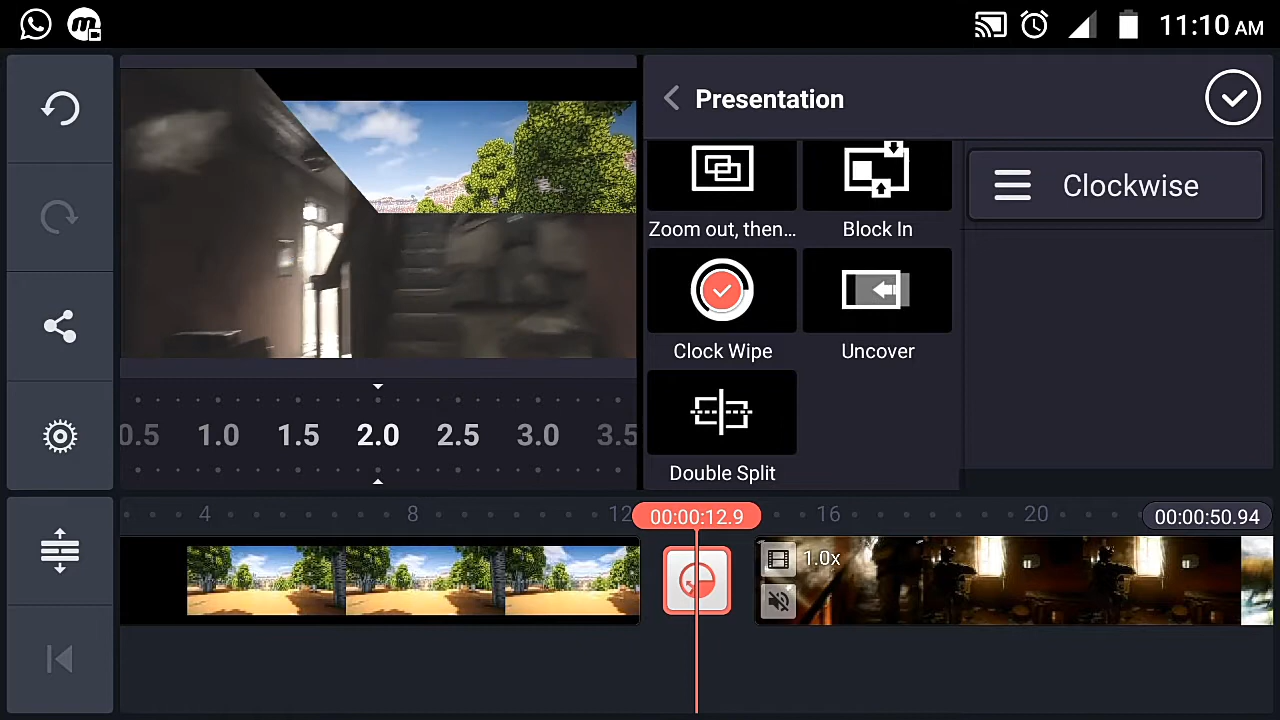 11:10 AM
Presentation
Zoom out, then...
Block In
Clockwise
Clock Wipe
Uncover
Double Split
0.5 1.0 1.5 2.0 2.5 3.0 3.5
4 8 12 00:00:12.9 16 20 00:00:50.94
1.0x